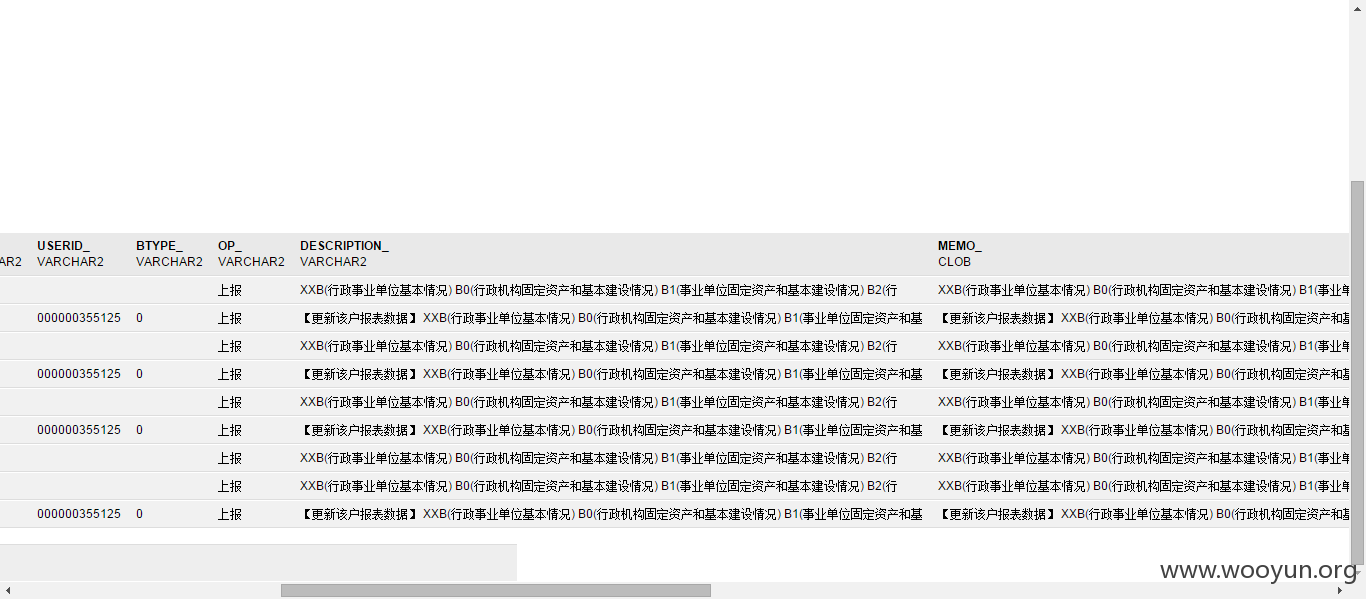 USERID_ BTYPE_ OP_ DESCRIPTION_ MEMO_
AR2 VARCHAR2 VARCHAR2 VARCHAR2 VARCHAR2 CLOB
上报 XXB(行政事业单位基本情况) B0(行政机构固定资产和基本建设情况) B1(事业单位固定资产和基本建设情况) B2(行 XXB(行政事业单位基本情况) B0(行政机构固定资产和基本建设情况) B1(事业单
000000355125 0 上报 【更新该户报表数据】 XXB(行政事业单位基本情况) B0(行政机构固定资产和基本建设情况) B1(事业单位固定资产和基 【更新该户报表数据】 XXB(行政事业单位基本情况) B0(行政机构固定资产和基
上报 XXB(行政事业单位基本情况) B0(行政机构固定资产和基本建设情况) B1(事业单位固定资产和基本建设情况) B2(行 XXB(行政事业单位基本情况) B0(行政机构固定资产和基本建设情况) B1(事业单
000000355125 0 上报 【更新该户报表数据】 XXB(行政事业单位基本情况) B0(行政机构固定资产和基本建设情况) B1(事业单位固定资产和基 【更新该户报表数据】 XXB(行政事业单位基本情况) B0(行政机构固定资产和基
上报 XXB(行政事业单位基本情况) B0(行政机构固定资产和基本建设情况) B1(事业单位固定资产和基本建设情况) B2(行 XXB(行政事业单位基本情况) B0(行政机构固定资产和基本建设情况) B1(事业单
000000355125 0 上报 【更新该户报表数据】 XXB(行政事业单位基本情况) B0(行政机构固定资产和基本建设情况) B1(事业单位固定资产和基 【更新该户报表数据】 XXB(行政事业单位基本情况) B0(行政机构固定资产和基
上报 XXB(行政事业单位基本情况) B0(行政机构固定资产和基本建设情况) B1(事业单位固定资产和基本建设情况) B2(行 XXB(行政事业单位基本情况) B0(行政机构固定资产和基本建设情况) B1(事业单
上报 XXB(行政事业单位基本情况) B0(行政机构固定资产和基本建设情况) B1(事业单位固定资产和基本建设情况) B2(行 XXB(行政事业单位基本情况) B0(行政机构固定资产和基本建设情况) B1(事业单
000000355125 0 上报 【更新该户报表数据】 XXB(行政事业单位基本情况) B0(行政机构固定资产和基本建设情况) B1(事业单位固定资产和基 【更新该户报表数据】 XXB(行政事业单位基本情况) B0(行政机构固定资产和基
www.wooyun.org